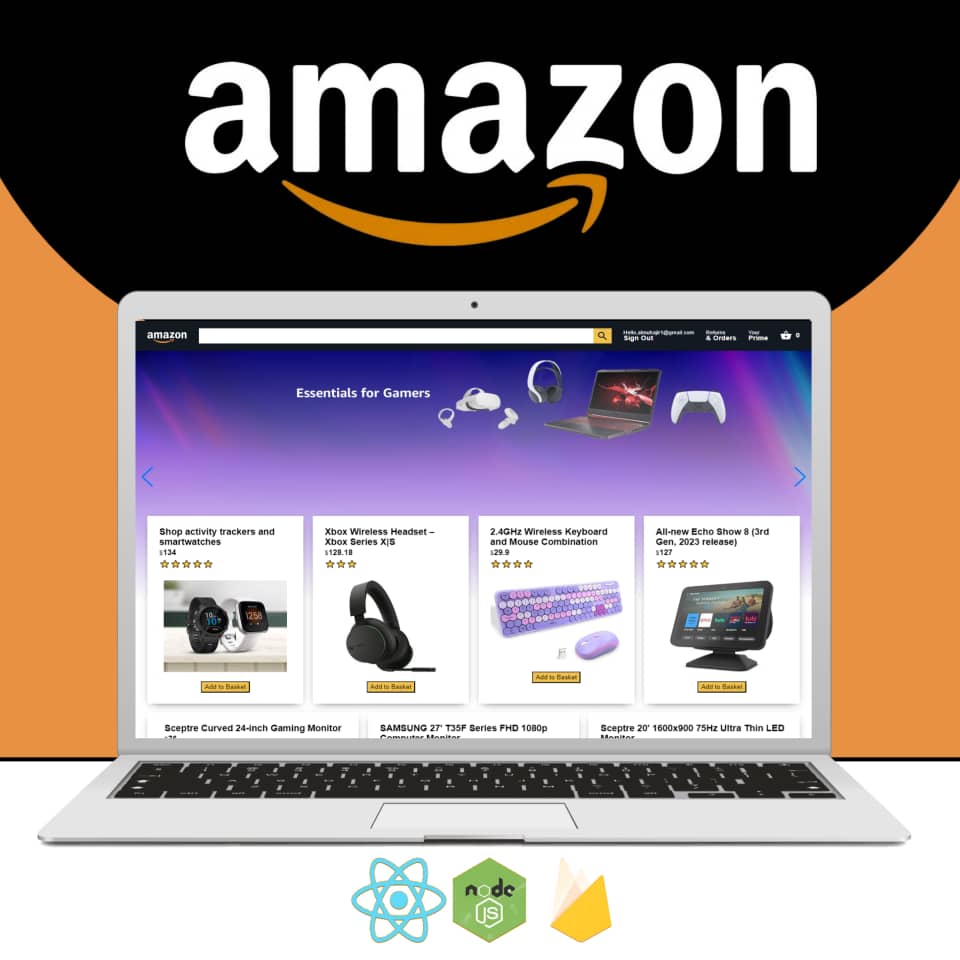 amazon
amazon
Hello,almuhajir1@gmail.com
Sign Out
Returns
& Orders
Your
Prime
0
Essentials for Gamers
Shop activity trackers and
smartwatches
$134
Add to Basket
Xbox Wireless Headset –
Xbox Series X|S
$128.18
Add to Basket
2.4GHz Wireless Keyboard
and Mouse Combination
$29.9
Add to Basket
All-new Echo Show 8 (3rd
Gen, 2023 release)
$127
Add to Basket
Sceptre Curved 24-inch Gaming Monitor
SAMSUNG 27' T35F Series FHD 1080p
Computer Monitor
Sceptre 20' 1600x900 75Hz Ultra Thin LED
Monitor
node
JS